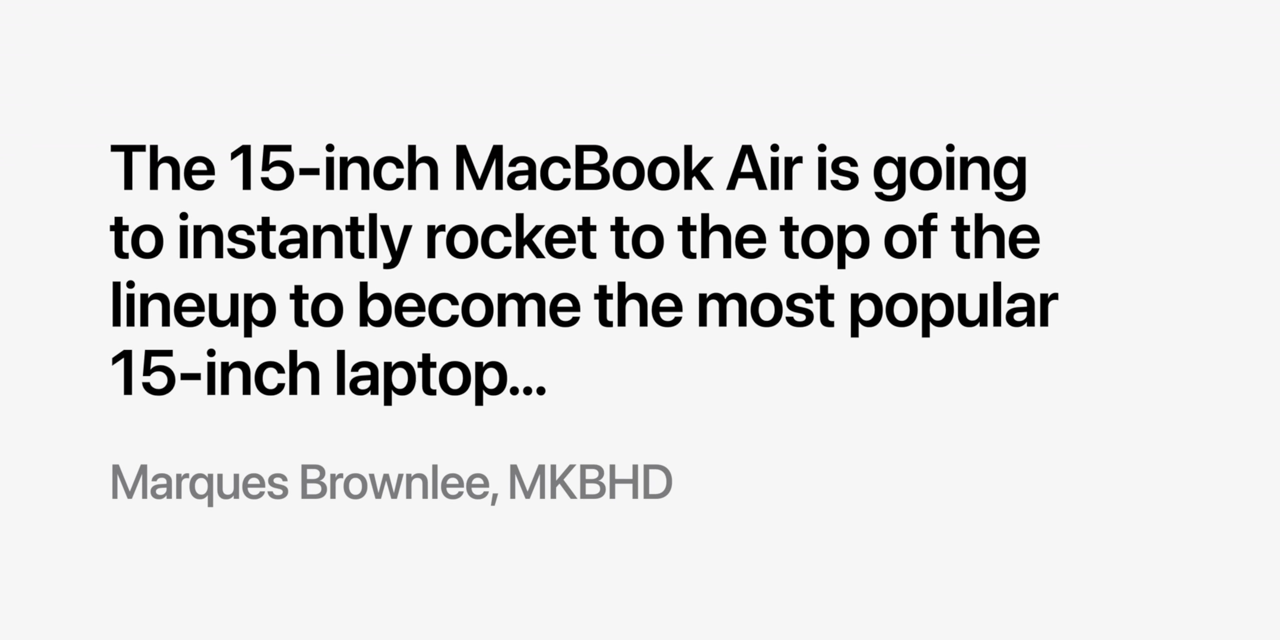 The 15-inch MacBook Air is going
to instantly rocket to the top of the
lineup to become the most popular
15-inch laptop...
Marques Brownlee, MKBHD